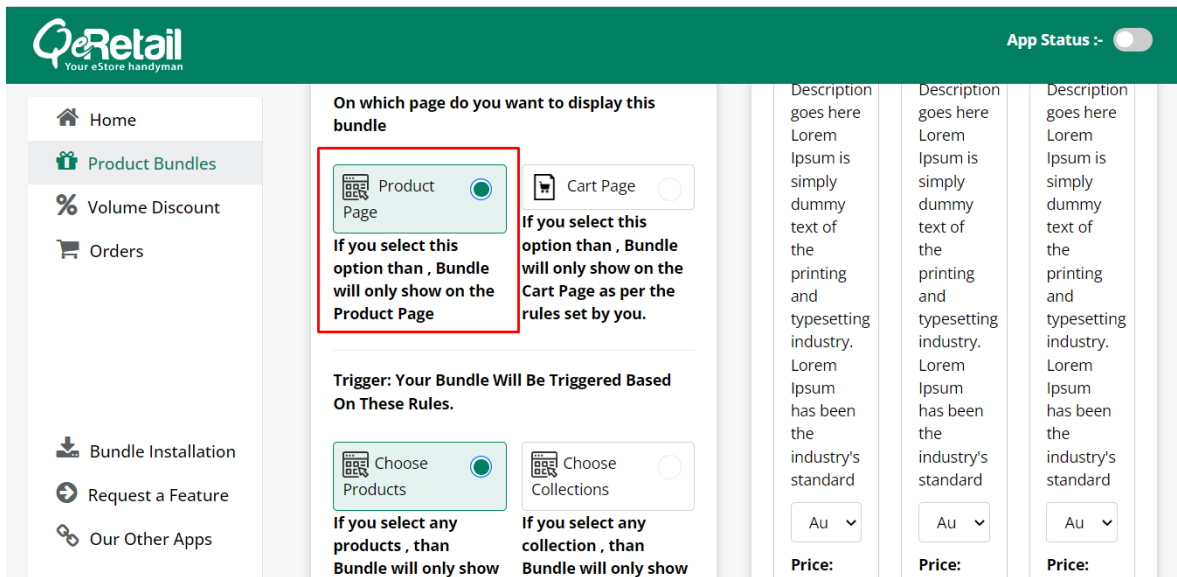 QeRetail
Your eStore handyman
App Status :-
Home
Product Bundles
Volume Discount
Orders
Bundle Installation
Request a Feature
Our Other Apps
On which page do you want to display this
bundle
Product
Page
If you select this
option than , Bundle
will only show on the
Product Page
Cart Page
If you select this
option than , Bundle
will only show on the
Cart Page as per the
rules set by you.
Trigger: Your Bundle Will Be Triggered Based
On These Rules.
Choose
Products
If you select any
products , than
Bundle will only show
Choose
Collections
If you select any
collection , than
Bundle will only show
Description
goes here
Lorem
Ipsum is
simply
dummy
text of
the
printing
and
typesetting
industry.
Lorem
Ipsum
has been
the
industry's
standard
Au
Price:
Description
goes here
Lorem
Ipsum is
simply
dummy
text of
the
printing
and
typesetting
industry.
Lorem
Ipsum
has been
the
industry's
standard
Au
Price:
Description
goes here
Lorem
Ipsum is
simply
dummy
text of
the
printing
and
typesetting
industry.
Lorem
Ipsum
has been
the
industry's
standard
Au
Price: